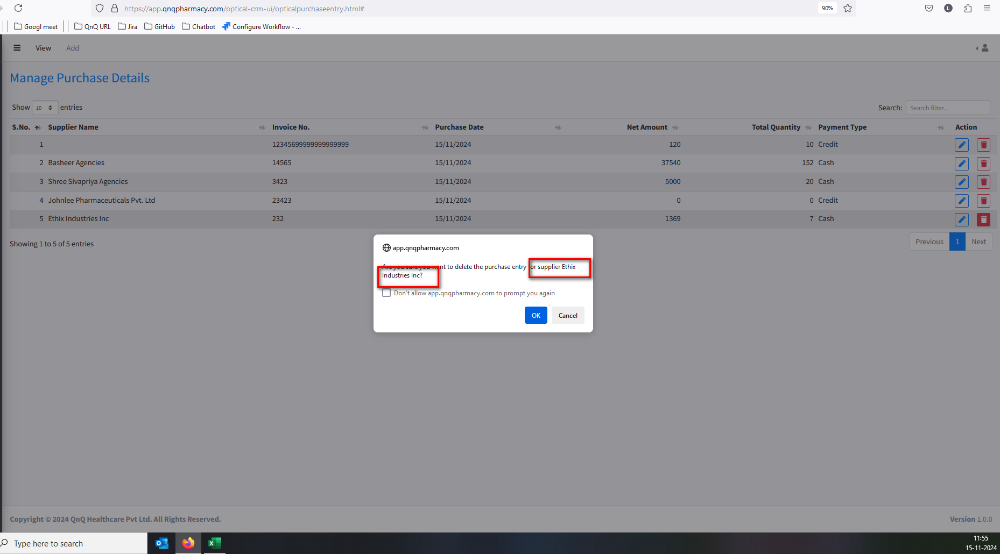 https://app.qnqpharmacy.com/optical-crm-ui/opticalpurchaseentry.html#
90%
L
Googl meet
QnQ URL
Jira
GitHub
Chatbot
Configure Workflow - ...
View
Add
Manage Purchase Details
Show 10 entries
Search: Search filter...
S.No. Supplier Name Invoice No. Purchase Date Net Amount Total Quantity Payment Type Action
1 12345699999999999999 15/11/2024 120 10 Credit
2 Basheer Agencies 14565 15/11/2024 37540 152 Cash
3 Shree Sivapriya Agencies 3423 15/11/2024 5000 20 Cash
4 Johnlee Pharmaceuticals Pvt. Ltd 23423 15/11/2024 0 0 Credit
5 Ethix Industries Inc 232 15/11/2024 1369 7 Cash
Showing 1 to 5 of 5 entries
Previous 1 Next
app.qnqpharmacy.com
Are you sure you want to delete the purchase entry for supplier Ethix
Industries Inc?
Don't allow app.qnqpharmacy.com to prompt you again
OK Cancel
Copyright © 2024 QnQ Healthcare Pvt Ltd. All Rights Reserved.
Version 1.0.0
Type here to search
11:55
15-11-2024